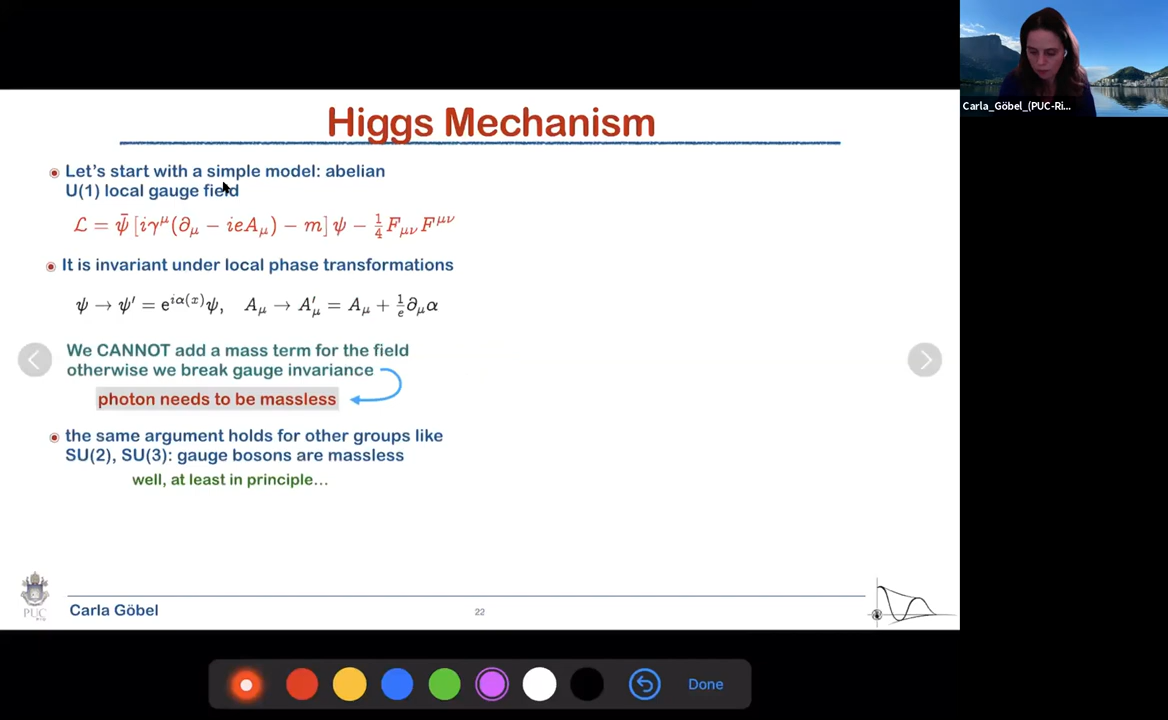 Higgs Mechanism
Let's start with a simple model: abelian
U(1) local gauge field
ℒ = ψ̄ [iγ^μ(∂_μ − ieA_μ) − m] ψ − 1/4 F_μν F^μν
It is invariant under local phase transformations
ψ → ψ′ = e^{iα(x)}ψ, A_μ → A′_μ = A_μ + 1/e ∂_μα
We CANNOT add a mass term for the field
otherwise we break gauge invariance
photon needs to be massless
the same argument holds for other groups like
SU(2), SU(3): gauge bosons are massless
well, at least in principle...
PUC
Carla Göbel
22
Carla_Göbel_(PUC-Ri...
Done